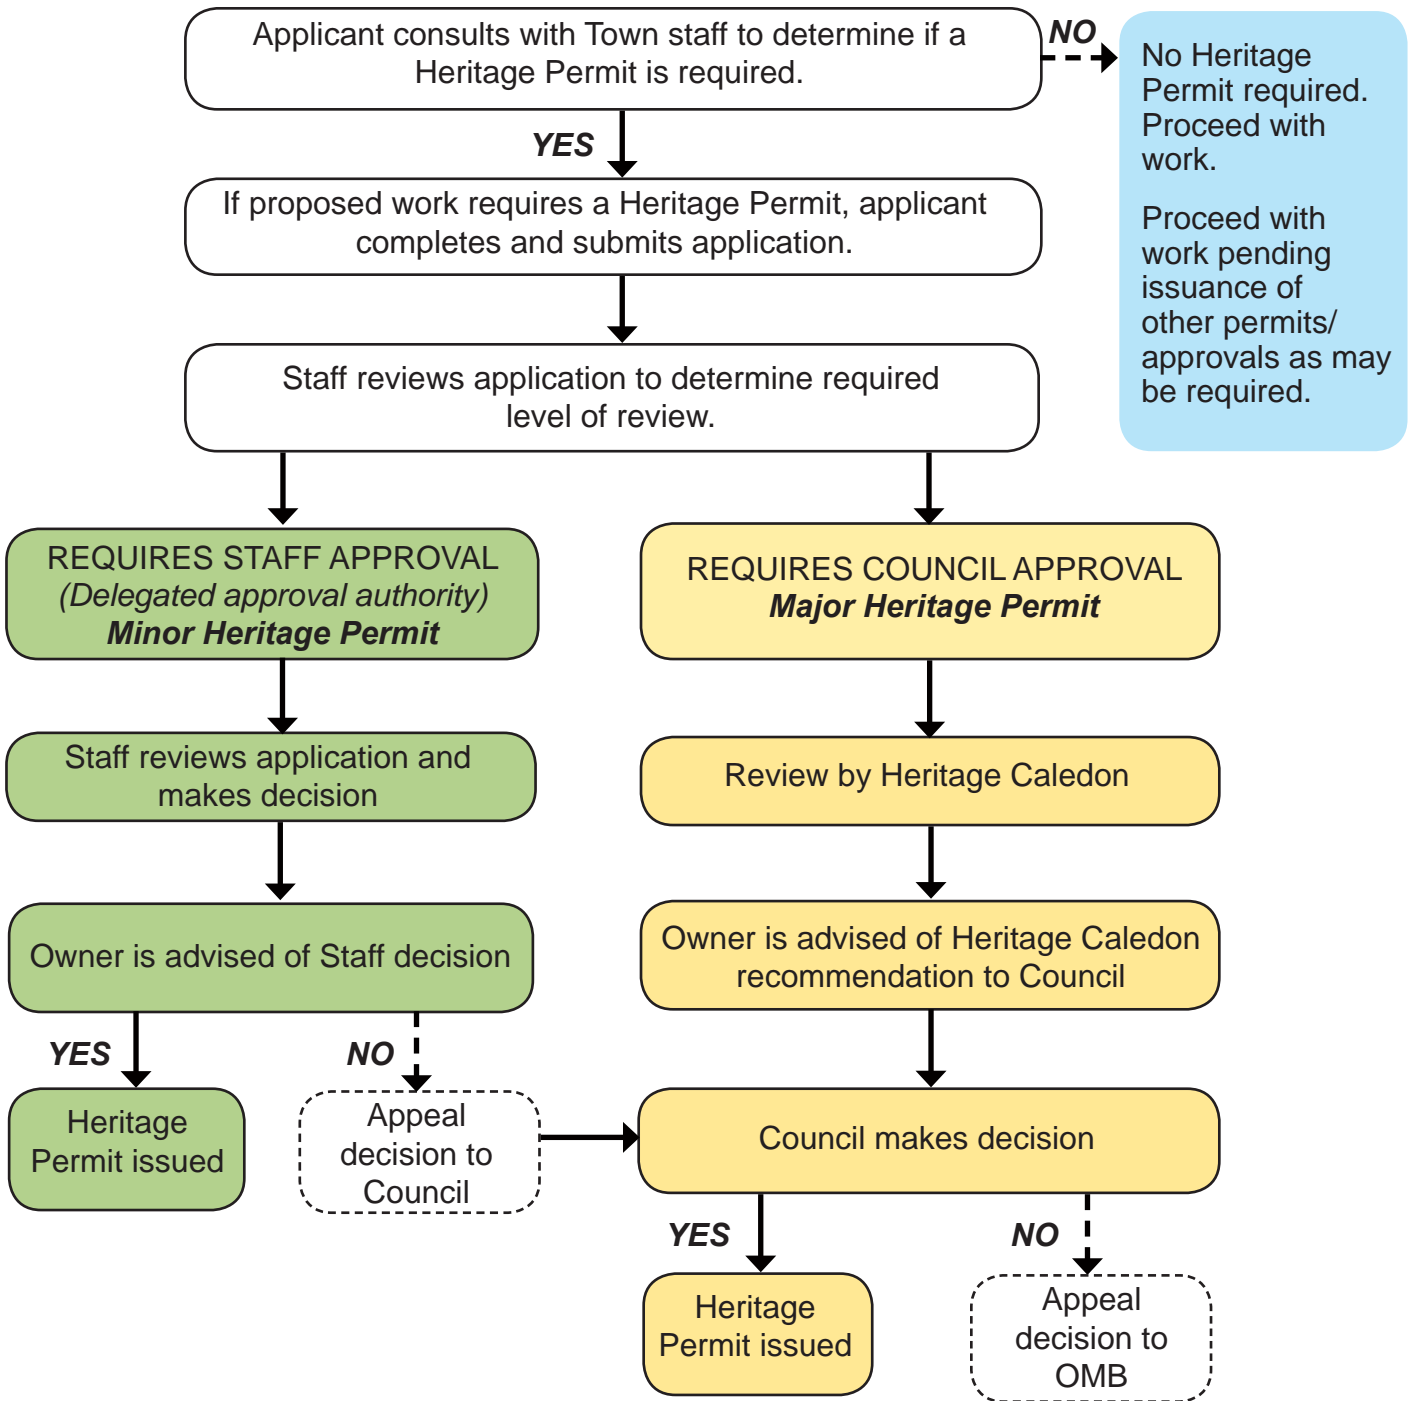 Applicant consults with Town staff to determine if a
Heritage Permit is required.
NO
No Heritage
Permit required.
Proceed with
work.
Proceed with
work pending
issuance of
other permits/
approvals as may
be required.
YES
If proposed work requires a Heritage Permit, applicant
completes and submits application.
Staff reviews application to determine required
level of review.
REQUIRES STAFF APPROVAL
(Delegated approval authority)
Minor Heritage Permit
REQUIRES COUNCIL APPROVAL
Major Heritage Permit
Staff reviews application and
makes decision
Review by Heritage Caledon
Owner is advised of Staff decision
Owner is advised of Heritage Caledon
recommendation to Council
YES
NO
Heritage
Permit issued
Appeal
decision to
Council
Council makes decision
YES
NO
Heritage
Permit issued
Appeal
decision to
OMB